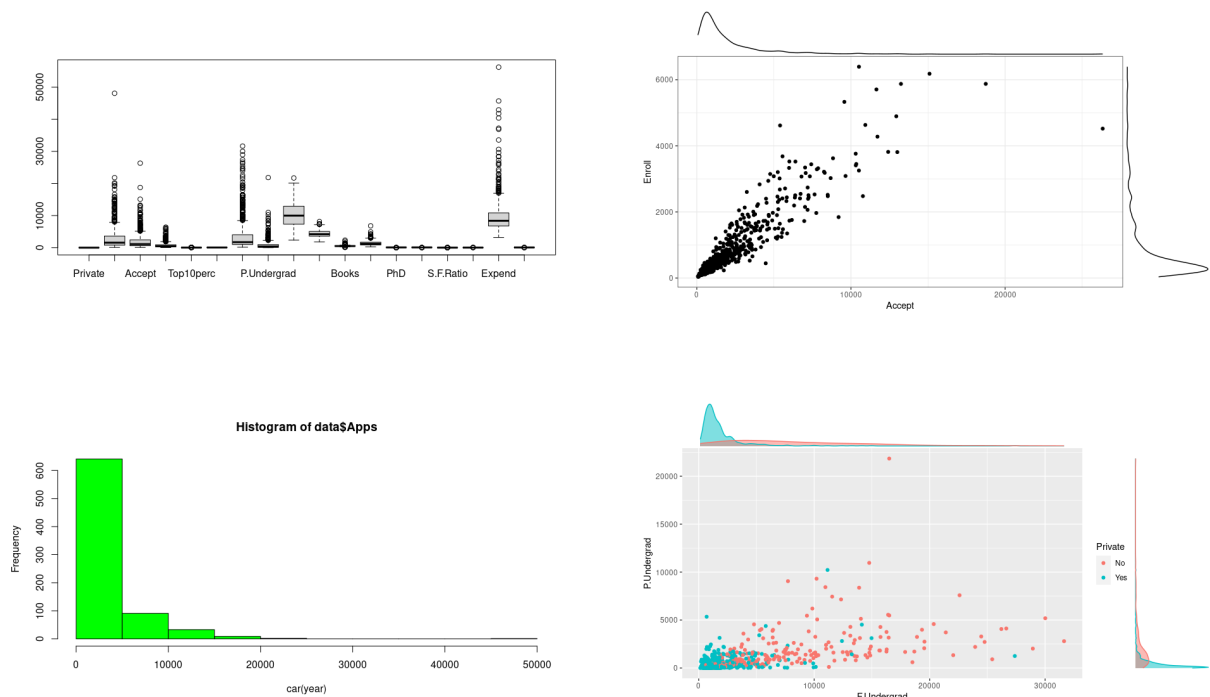 50000
30000
10000
0
Private Accept Top10perc P.Undergrad Books PhD S.F.Ratio Expend
6000
4000
2000
0
Enroll
0 10000 20000
Accept
Histogram of data$Apps
600
500
400
300
200
100
0
Frequency
0 10000 20000 30000 40000 50000
car(year)
20000
15000
10000
5000
0
P.Undergrad
0 10000 20000 30000
F.Undergrad
Private
No
Yes